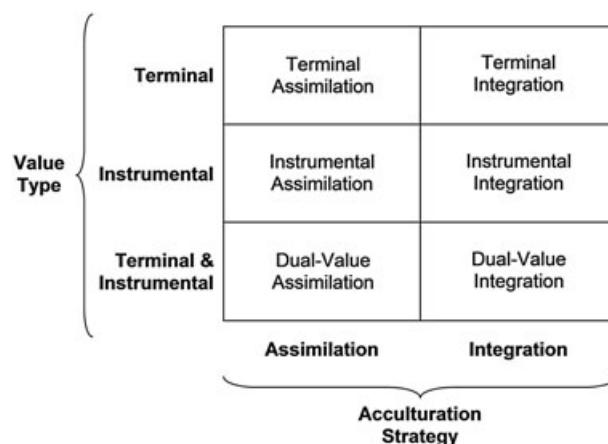 Terminal
Terminal
Assimilation
Terminal
Integration
Value
Type
Instrumental
Instrumental
Assimilation
Instrumental
Integration
Terminal &
Instrumental
Dual-Value
Assimilation
Dual-Value
Integration
Assimilation
Integration
Acculturation
Strategy